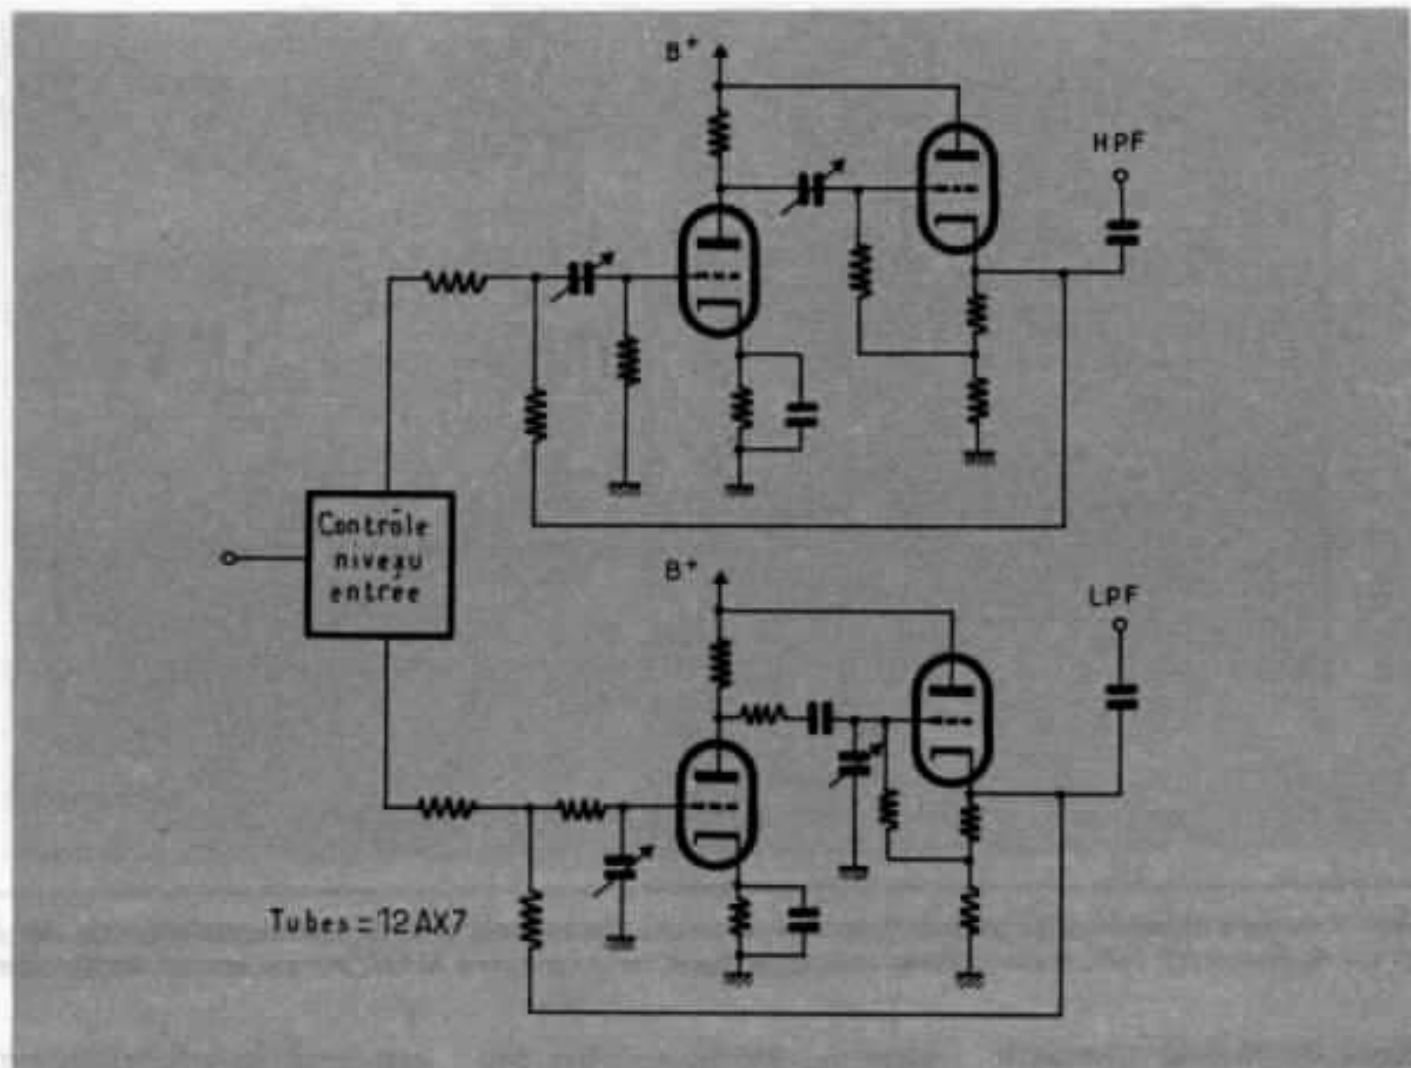 B+
HPF
Contrôle
niveau
entrée
B+
LPF
Tubes = 12AX7